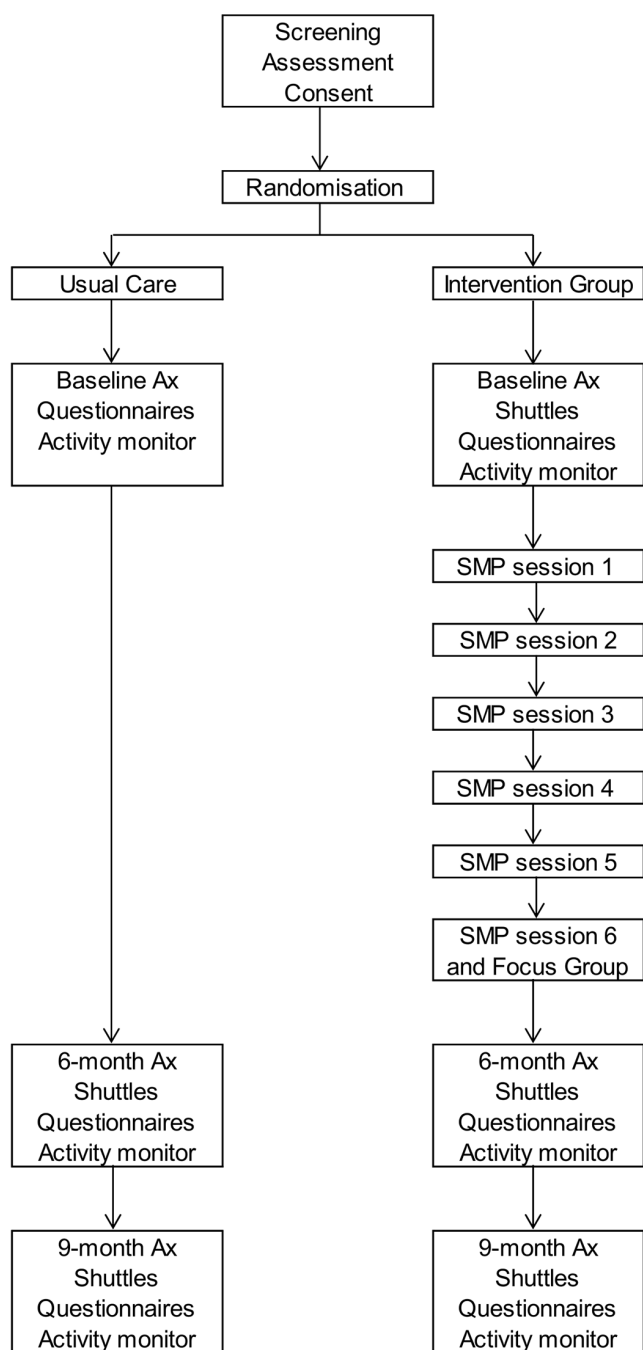 Screening
Assessment
Consent
Randomisation
Usual Care
Intervention Group
Baseline Ax
Questionnaires
Activity monitor
Baseline Ax
Shuttles
Questionnaires
Activity monitor
SMP session 1
SMP session 2
SMP session 3
SMP session 4
SMP session 5
SMP session 6
and Focus Group
6-month Ax
Shuttles
Questionnaires
Activity monitor
6-month Ax
Shuttles
Questionnaires
Activity monitor
9-month Ax
Shuttles
Questionnaires
Activity monitor
9-month Ax
Shuttles
Questionnaires
Activity monitor